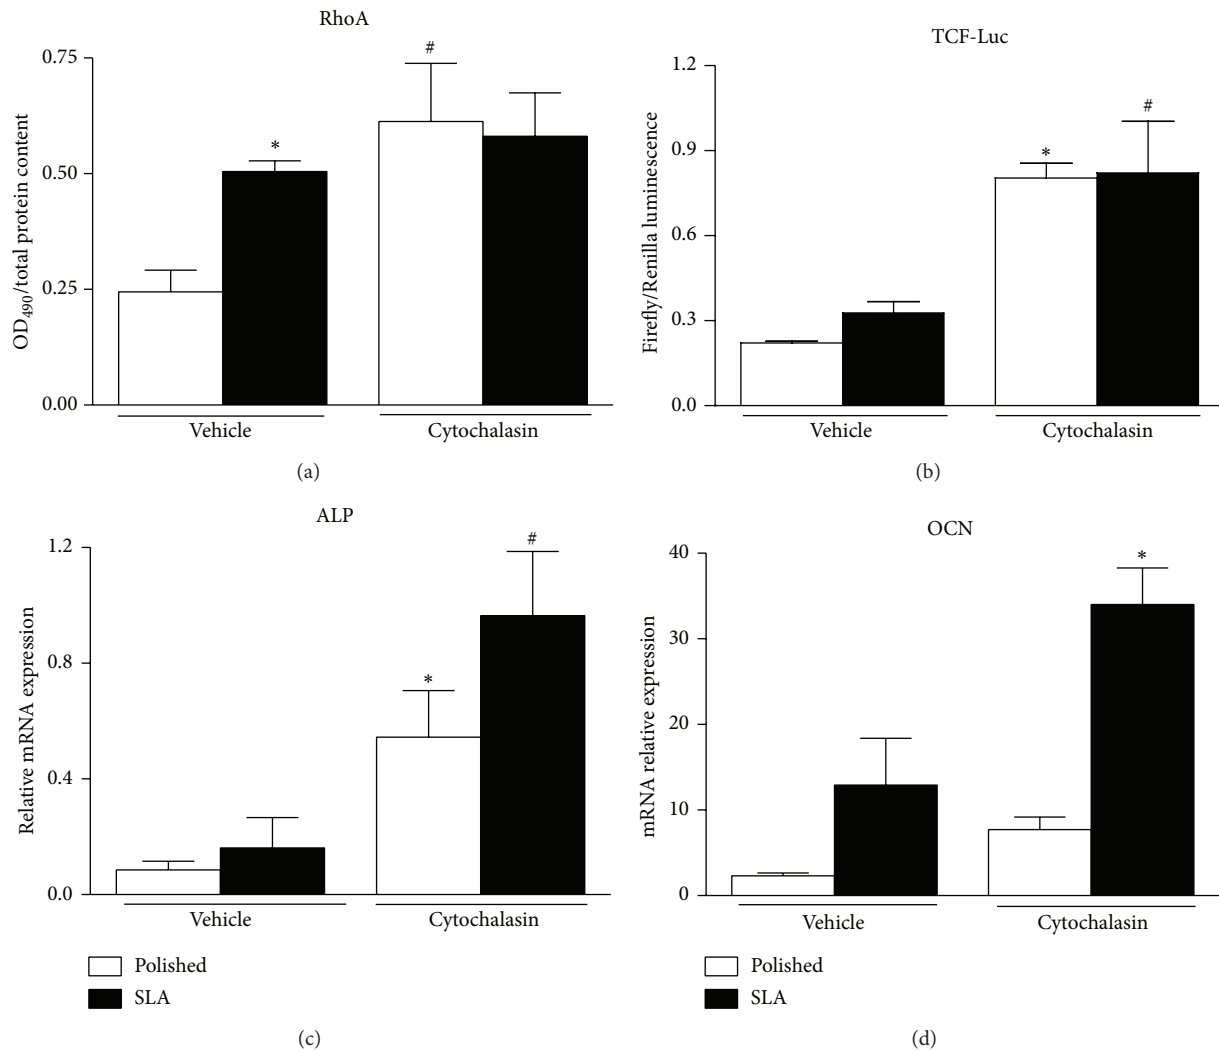 RhoA
OD490/total protein content
0.75
0.50
0.25
0.00
#
*
Vehicle
Cytochalasin
(a)
TCF-Luc
Firefly/Renilla luminescence
1.2
0.9
0.6
0.3
0.0
*
#
Vehicle
Cytochalasin
(b)
ALP
Relative mRNA expression
1.2
0.8
0.4
0.0
*
#
Vehicle
Cytochalasin
Polished
SLA
(c)
OCN
mRNA relative expression
40
30
20
10
0
*
Vehicle
Cytochalasin
Polished
SLA
(d)